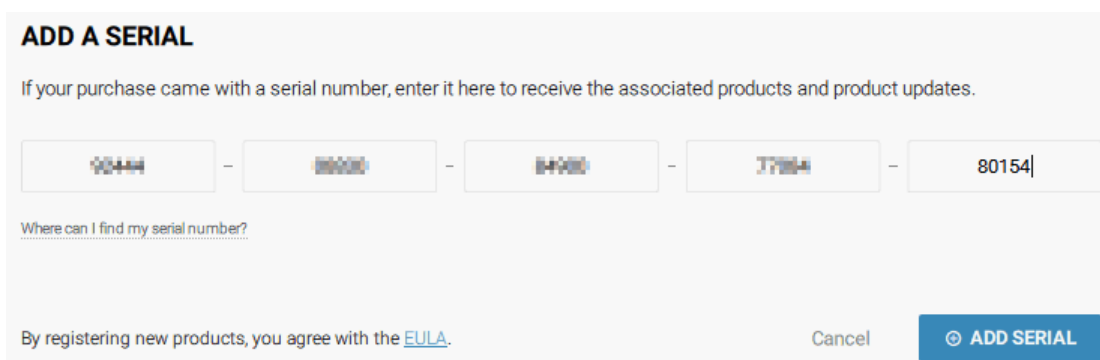 ADD A SERIAL
If your purchase came with a serial number, enter it here to receive the associated products and product updates.
- - - - 80154
Where can I find my serial number?
By registering new products, you agree with the EULA. Cancel ADD SERIAL